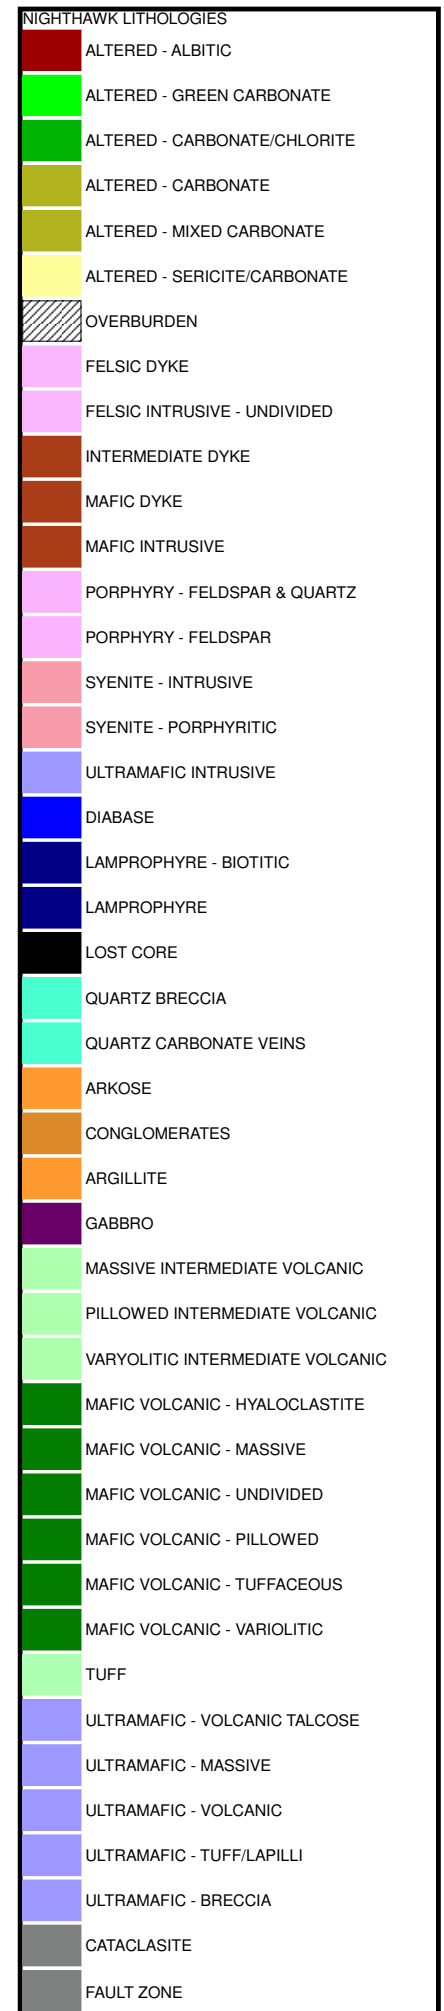 NIGHTHAWK LITHOLOGIES
ALTERED - ALBITIC
ALTERED - GREEN CARBONATE
ALTERED - CARBONATE/CHLORITE
ALTERED - CARBONATE
ALTERED - MIXED CARBONATE
ALTERED - SERICITE/CARBONATE
OVERBURDEN
FELSIC DYKE
FELSIC INTRUSIVE - UNDIVIDED
INTERMEDIATE DYKE
MAFIC DYKE
MAFIC INTRUSIVE
PORPHYRY - FELDSPAR & QUARTZ
PORPHYRY - FELDSPAR
SYENITE - INTRUSIVE
SYENITE - PORPHYRITIC
ULTRAMAFIC INTRUSIVE
DIABASE
LAMPROPHYRE - BIOTITIC
LAMPROPHYRE
LOST CORE
QUARTZ BRECCIA
QUARTZ CARBONATE VEINS
ARKOSE
CONGLOMERATES
ARGILLITE
GABBRO
MASSIVE INTERMEDIATE VOLCANIC
PILLOWED INTERMEDIATE VOLCANIC
VARYOLITIC INTERMEDIATE VOLCANIC
MAFIC VOLCANIC - HYALOCLASTITE
MAFIC VOLCANIC - MASSIVE
MAFIC VOLCANIC - UNDIVIDED
MAFIC VOLCANIC - PILLOWED
MAFIC VOLCANIC - TUFFACEOUS
MAFIC VOLCANIC - VARIOLITIC
TUFF
ULTRAMAFIC - VOLCANIC TALCOSE
ULTRAMAFIC - MASSIVE
ULTRAMAFIC - VOLCANIC
ULTRAMAFIC - TUFF/LAPILLI
ULTRAMAFIC - BRECCIA
CATACLASITE
FAULT ZONE